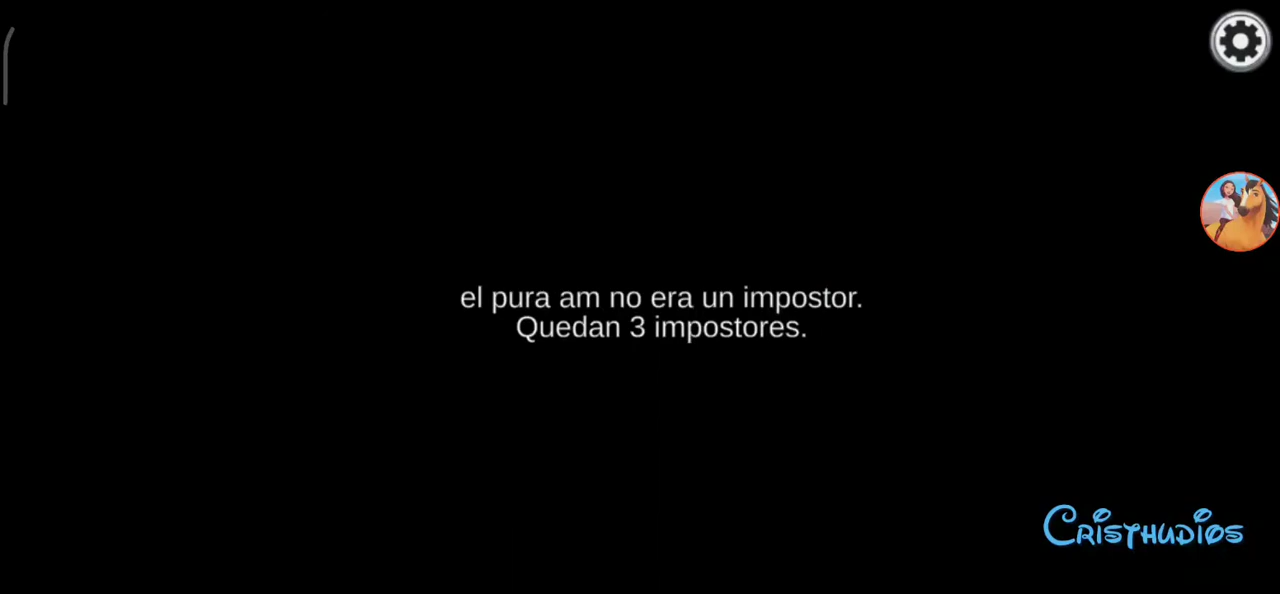 el pura am no era un impostor.
Quedan 3 impostores.
Cristhudios